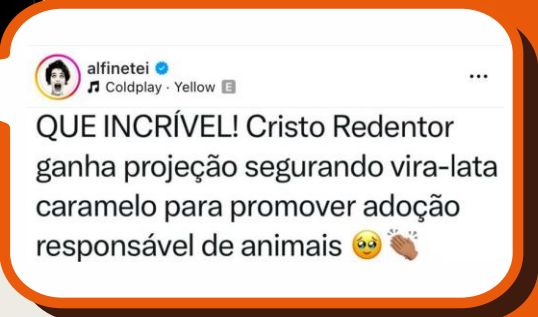 alfinetei
Coldplay · Yellow E
...
QUE INCRÍVEL! Cristo Redentor
ganha projeção segurando vira-lata
caramelo para promover adoção
responsável de animais 🥹👏🏽